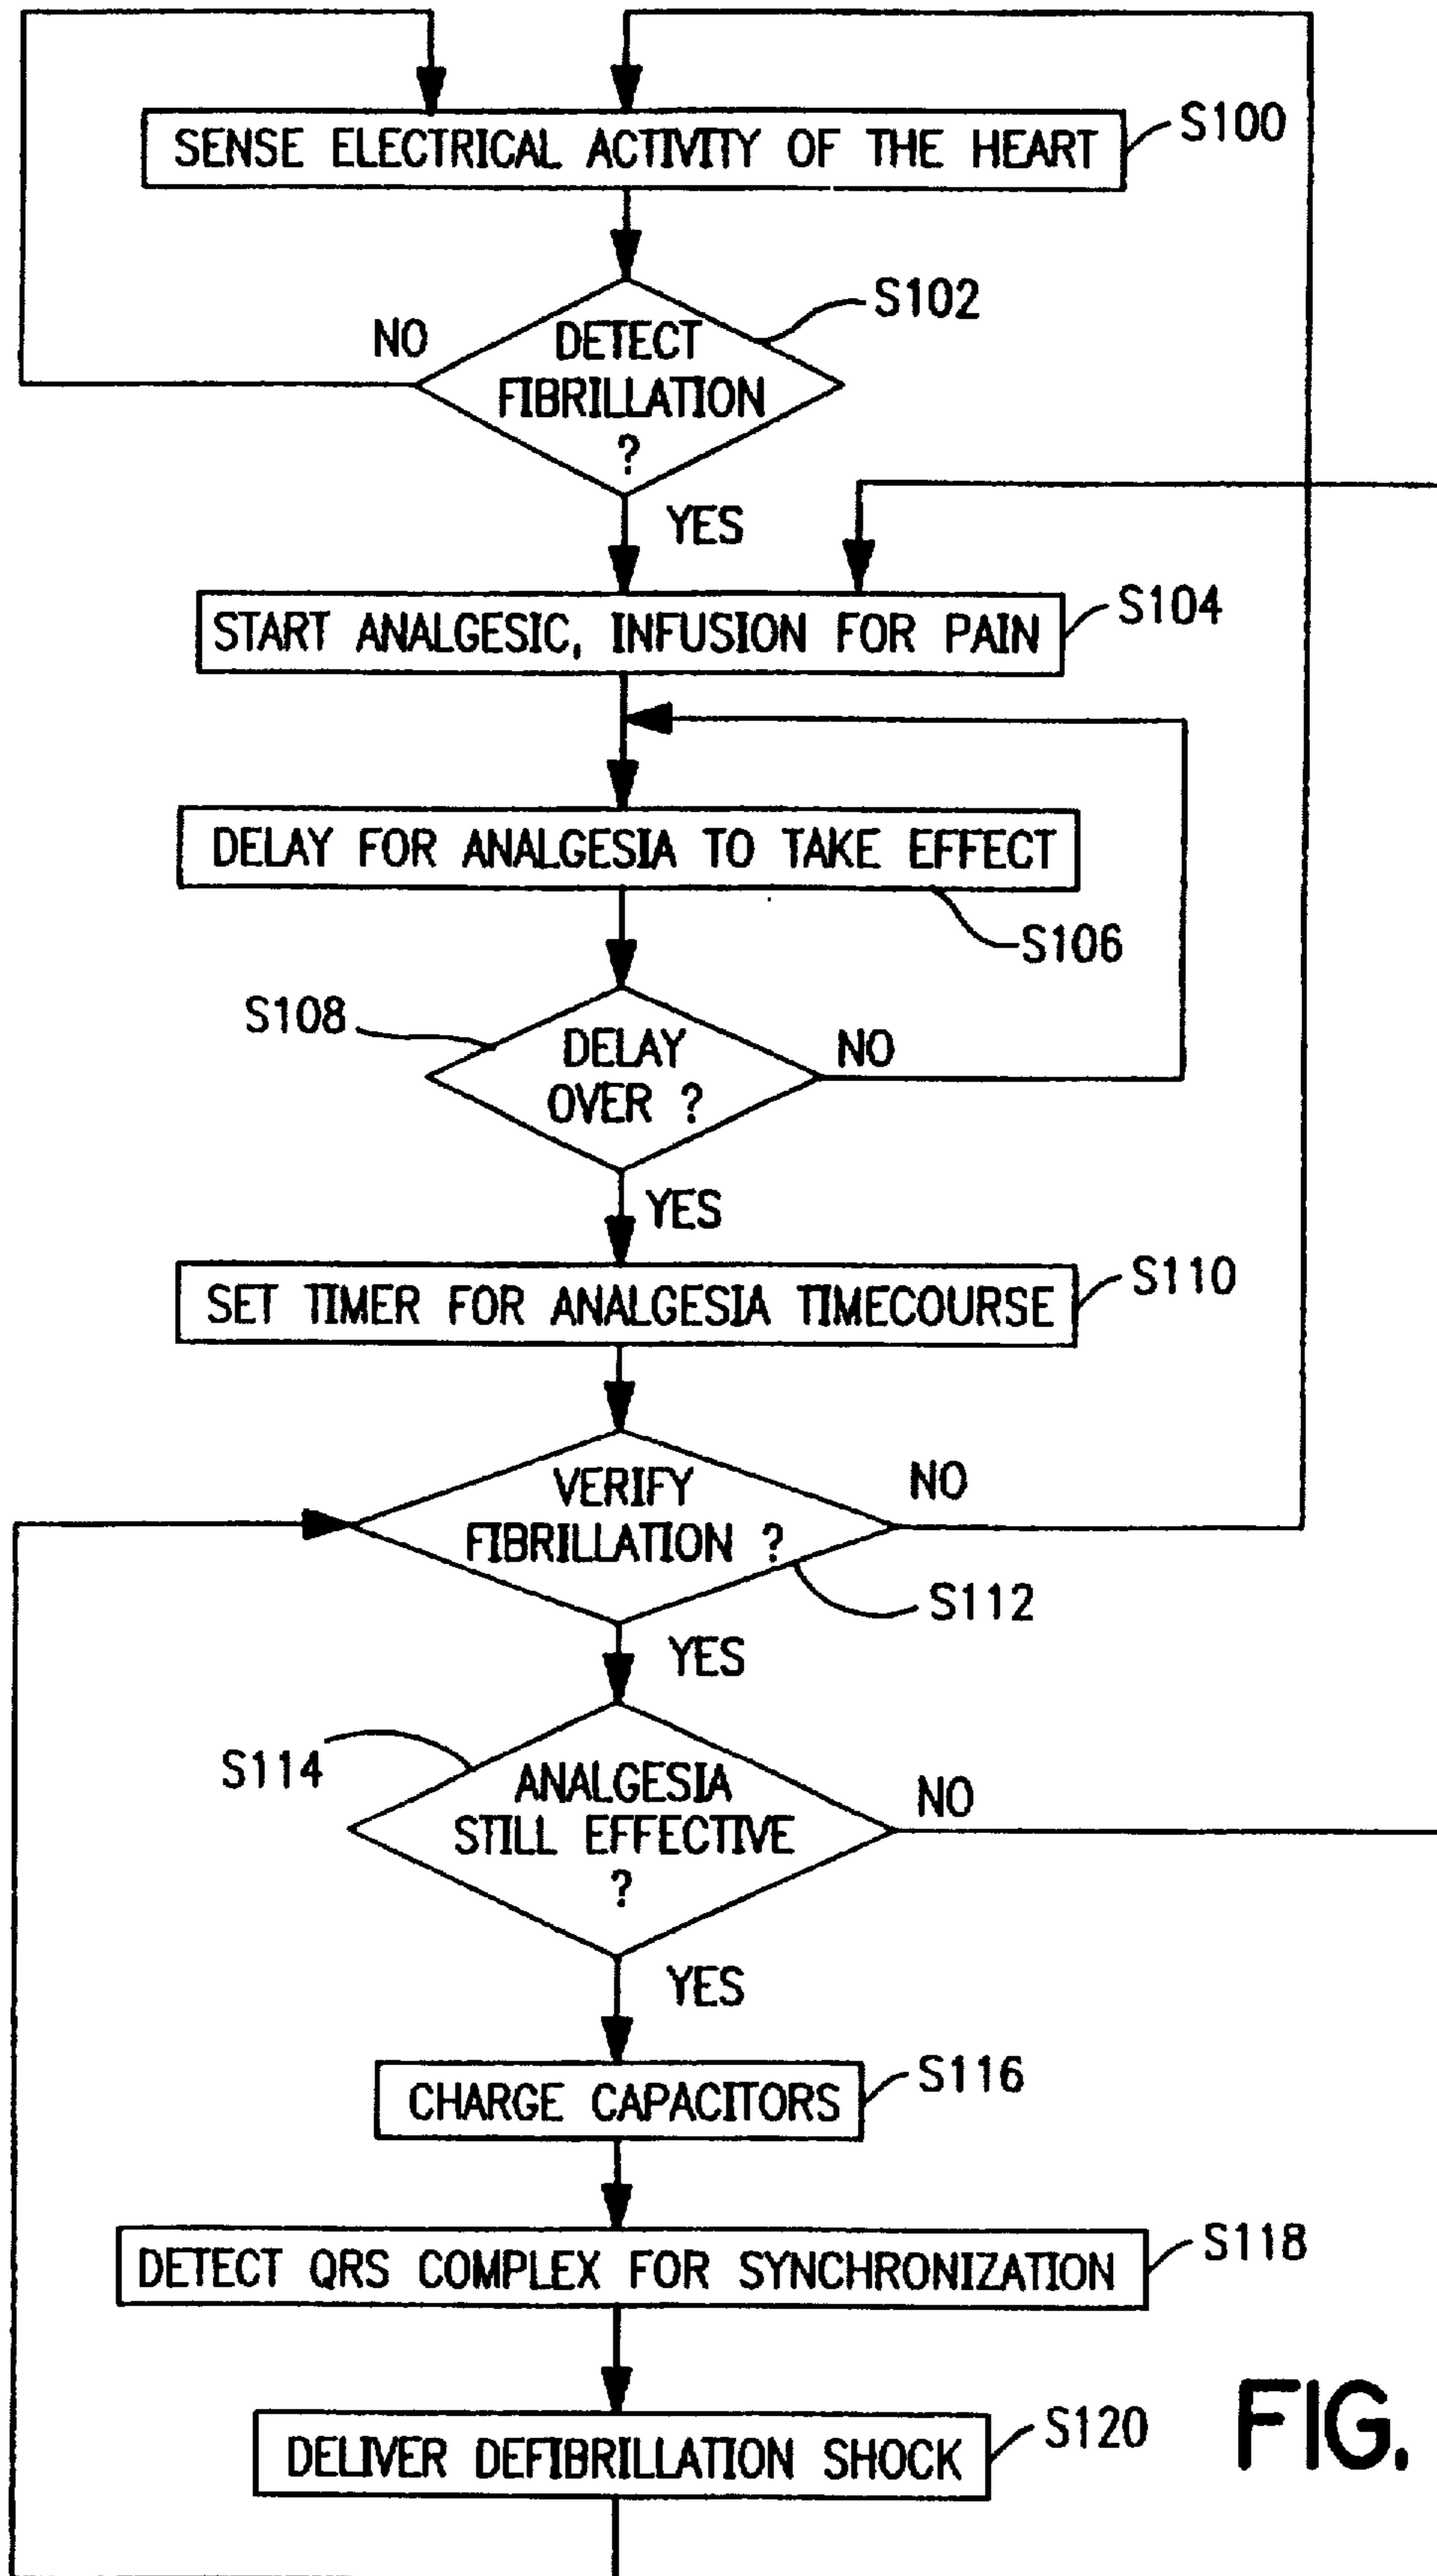 SENSE ELECTRICAL ACTIVITY OF THE HEART
S100
S102
NO
DETECT
FIBRILLATION
?
YES
S104
START ANALGESIC, INFUSION FOR PAIN
DELAY FOR ANALGESIA TO TAKE EFFECT
S106
S108
DELAY
OVER ?
NO
YES
S110
SET TIMER FOR ANALGESIA TIMECOURSE
VERIFY
FIBRILLATION ?
NO
S112
YES
S114
ANALGESIA
STILL EFFECTIVE
?
NO
YES
CHARGE CAPACITORS
S116
S118
DETECT QRS COMPLEX FOR SYNCHRONIZATION
S120
DELIVER DEFIBRILLATION SHOCK
FIG.